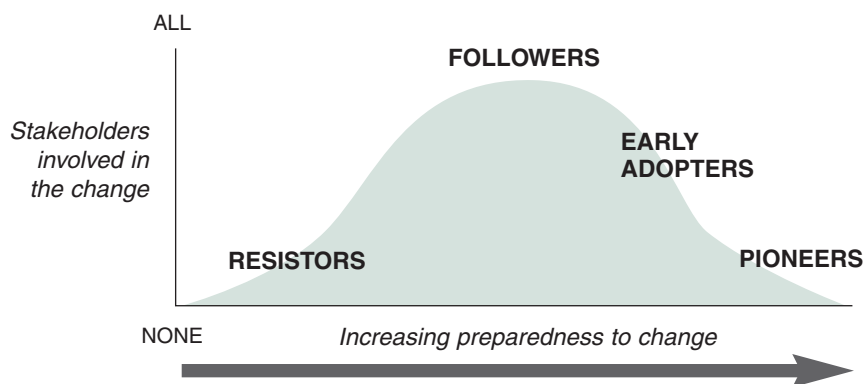 ALL
FOLLOWERS
Stakeholders
involved in
the change
EARLY
ADOPTERS
RESISTORS
PIONEERS
NONE
Increasing preparedness to change